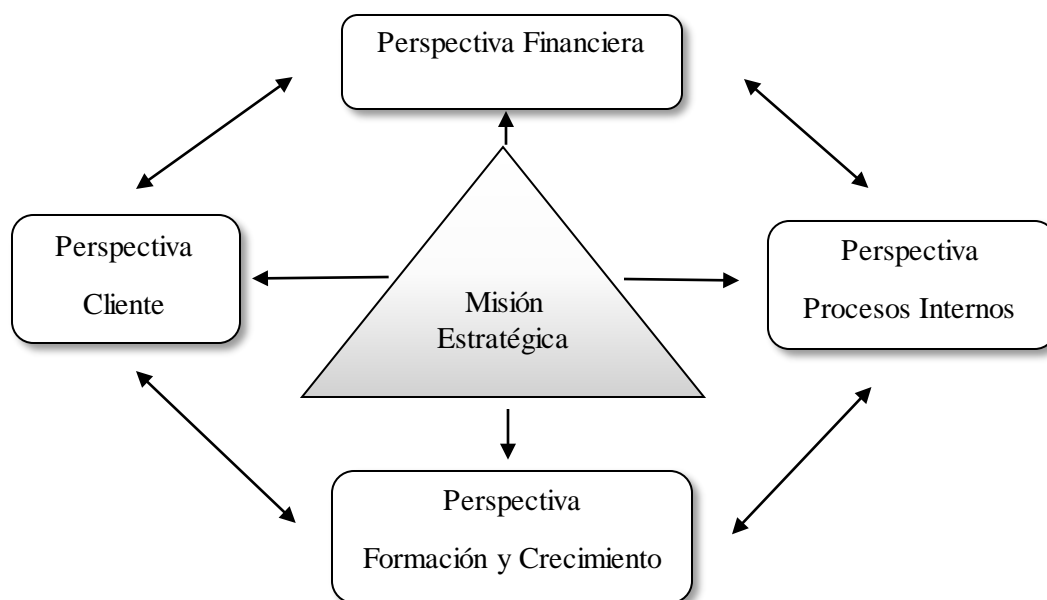 Perspectiva Financiera
Perspectiva
Cliente
Misión
Estratégica
Perspectiva
Procesos Internos
Perspectiva
Formación y Crecimiento